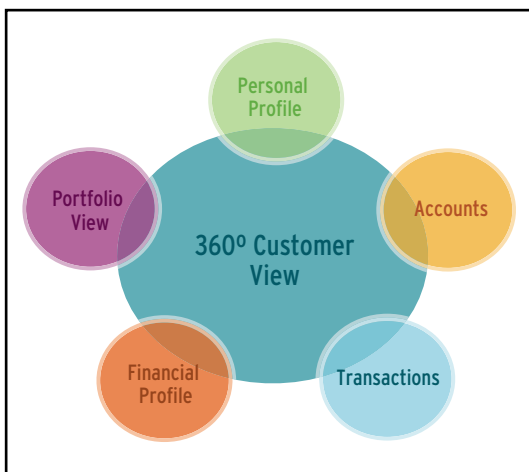 Personal
Profile
Portfolio
View
Accounts
360º Customer
View
Financial
Profile
Transactions